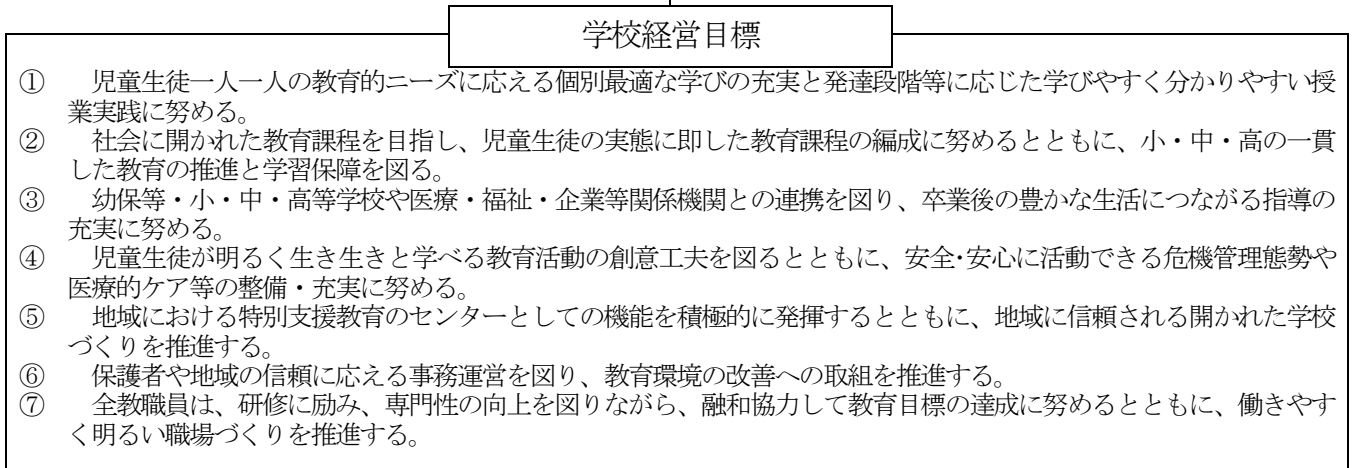 学校経営目標
① 児童生徒一人一人の教育的ニーズに応える個別最適な学びの充実と発達段階等に応じた学びやすく分かりやすい授
業実践に努める。
② 社会に開かれた教育課程を目指し、児童生徒の実態に即した教育課程の編成に努めるとともに、小・中・高の一貫
した教育の推進と学習保障を図る。
③ 幼保等・小・中・高等学校や医療・福祉・企業等関係機関との連携を図り、卒業後の豊かな生活につながる指導の
充実に努める。
④ 児童生徒が明るく生き生きと学べる教育活動の創意工夫を図るとともに、安全・安心に活動できる危機管理態勢や
医療的ケア等の整備・充実に努める。
⑤ 地域における特別支援教育のセンターとしての機能を積極的に発揮するとともに、地域に信頼される開かれた学校
づくりを推進する。
⑥ 保護者や地域の信頼に応える事務運営を図り、教育環境の改善への取組を推進する。
⑦ 全教職員は、研修に励み、専門性の向上を図りながら、融和協力して教育目標の達成に努めるとともに、働きやす
く明るい職場づくりを推進する。